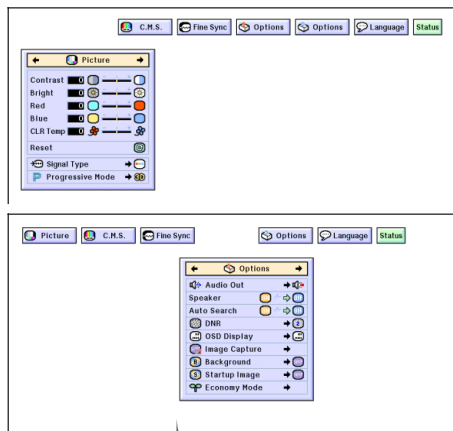 C.M.S. Fine Sync Options Options Language Status
Picture
Contrast 0
Bright 0
Red 0
Blue 0
CLR Temp 0
Reset
Signal Type
Progressive Mode 3D
Picture C.M.S. Fine Sync Options Language Status
Options
Audio Out
Speaker
Auto Search
DNR 2
OSD Display
Image Capture
B Background
S Startup Image
Economy Mode